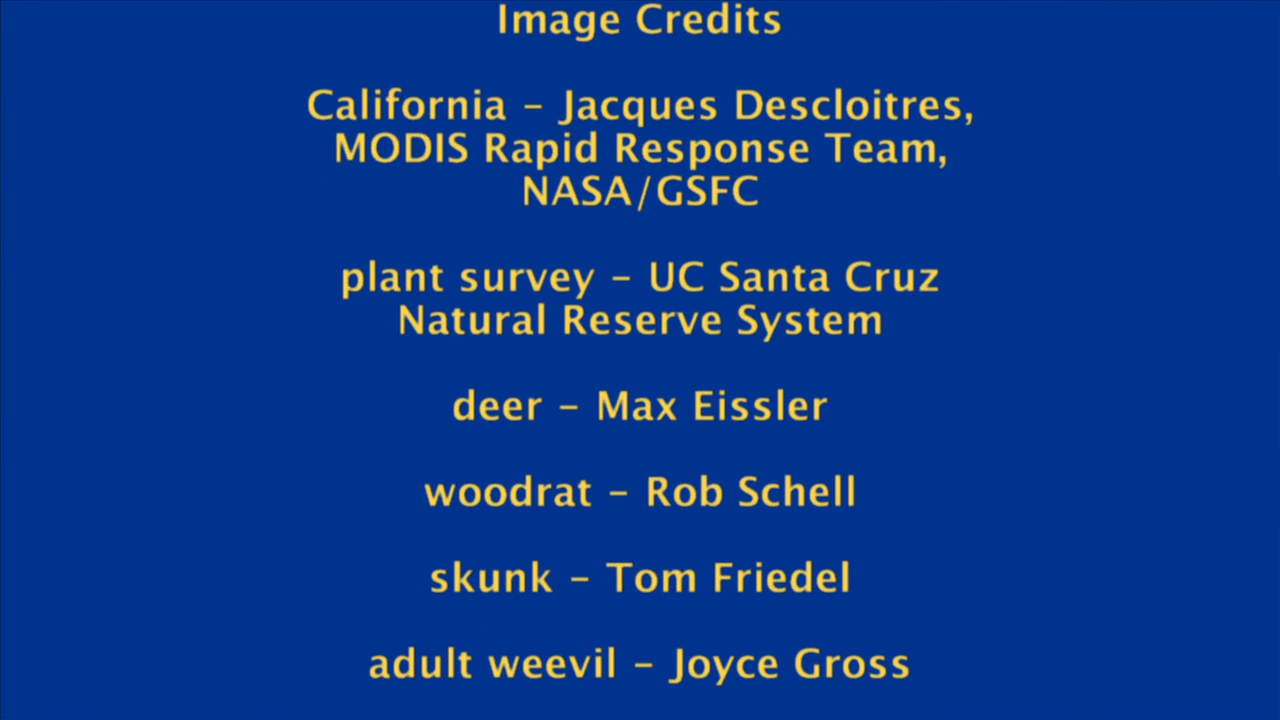 Image Credits
California – Jacques Descloitres,
MODIS Rapid Response Team,
NASA/GSFC
plant survey – UC Santa Cruz
Natural Reserve System
deer – Max Eissler
woodrat – Rob Schell
skunk – Tom Friedel
adult weevil – Joyce Gross